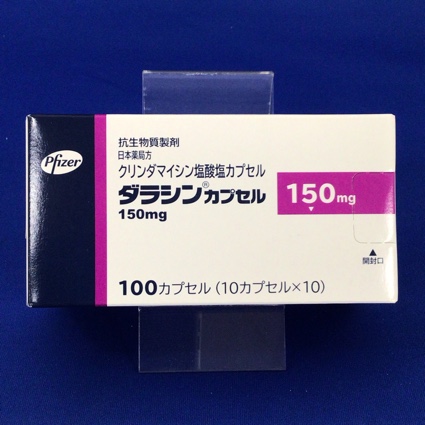 Pfizer
抗生物質製剤
日本薬局方
クリンダマイシン塩酸塩カプセル
ダラシン®カプセル
150mg
150mg
▼
▲
開封口
100カプセル(10カプセル×10)